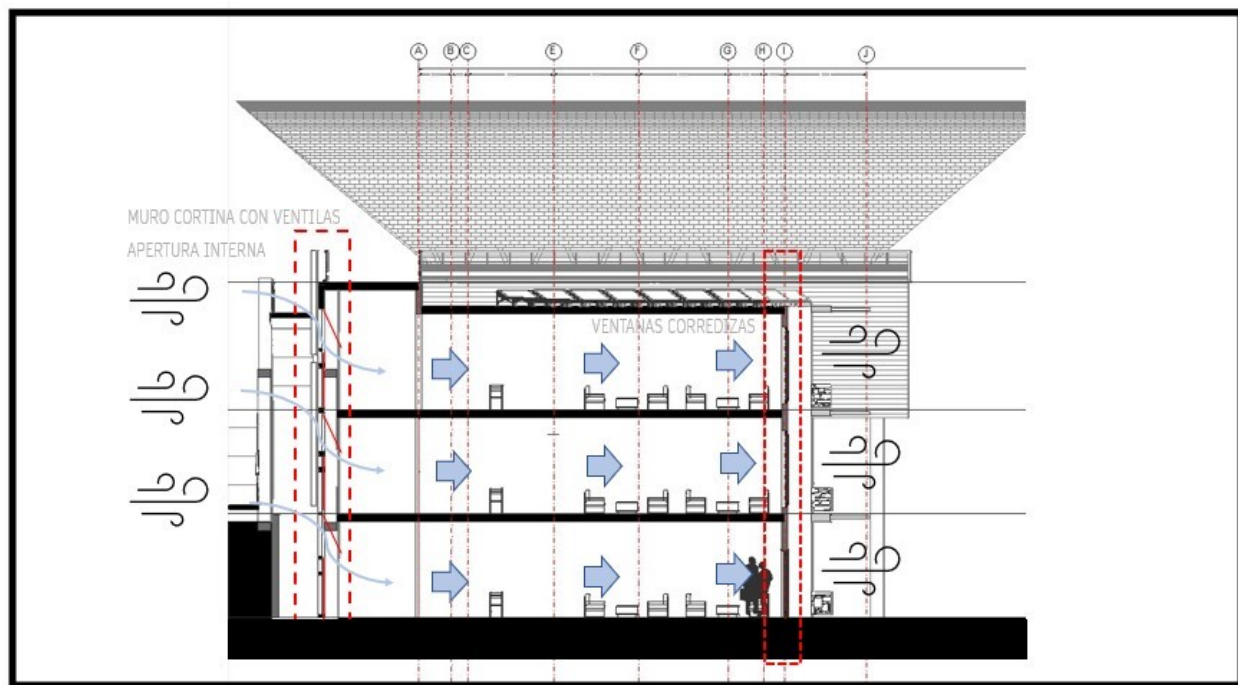 A B C E F G H I J
MURO CORTINA CON VENTILAS
APERTURA INTERNA
VENTANAS CORREDIZAS